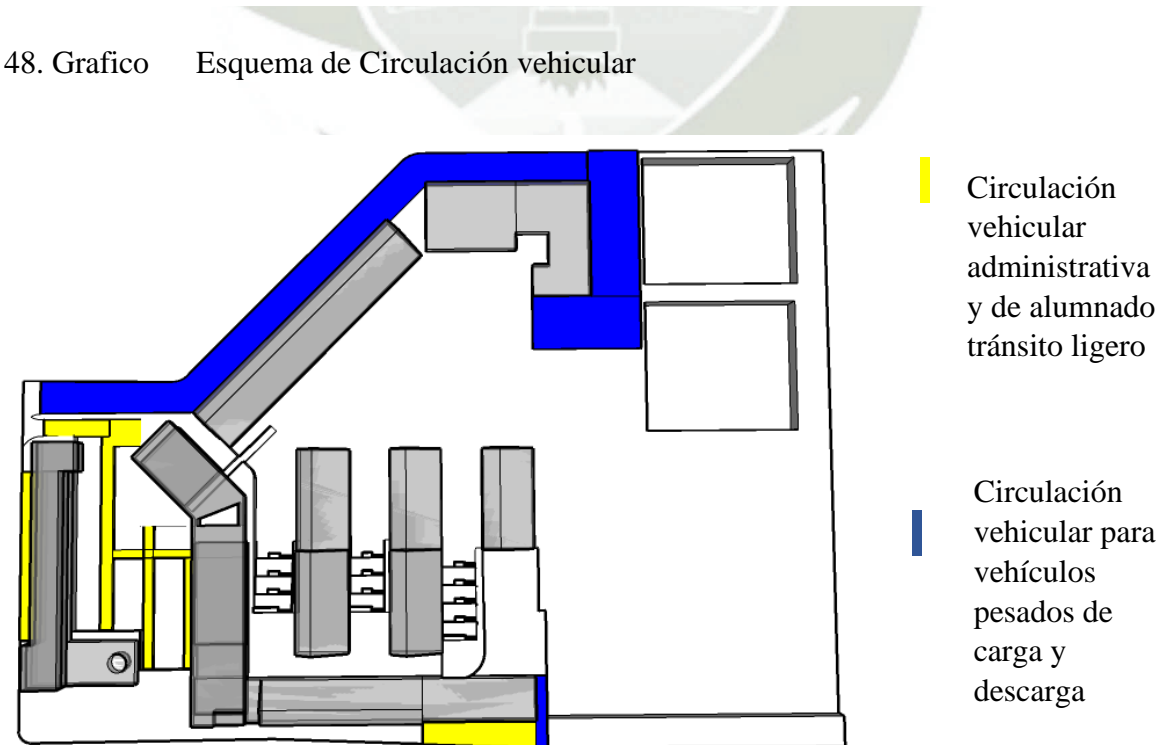 48. Grafico Esquema de Circulación vehicular
Circulación
vehicular
administrativa
y de alumnado
tránsito ligero
Circulación
vehicular para
vehículos
pesados de
carga y
descarga